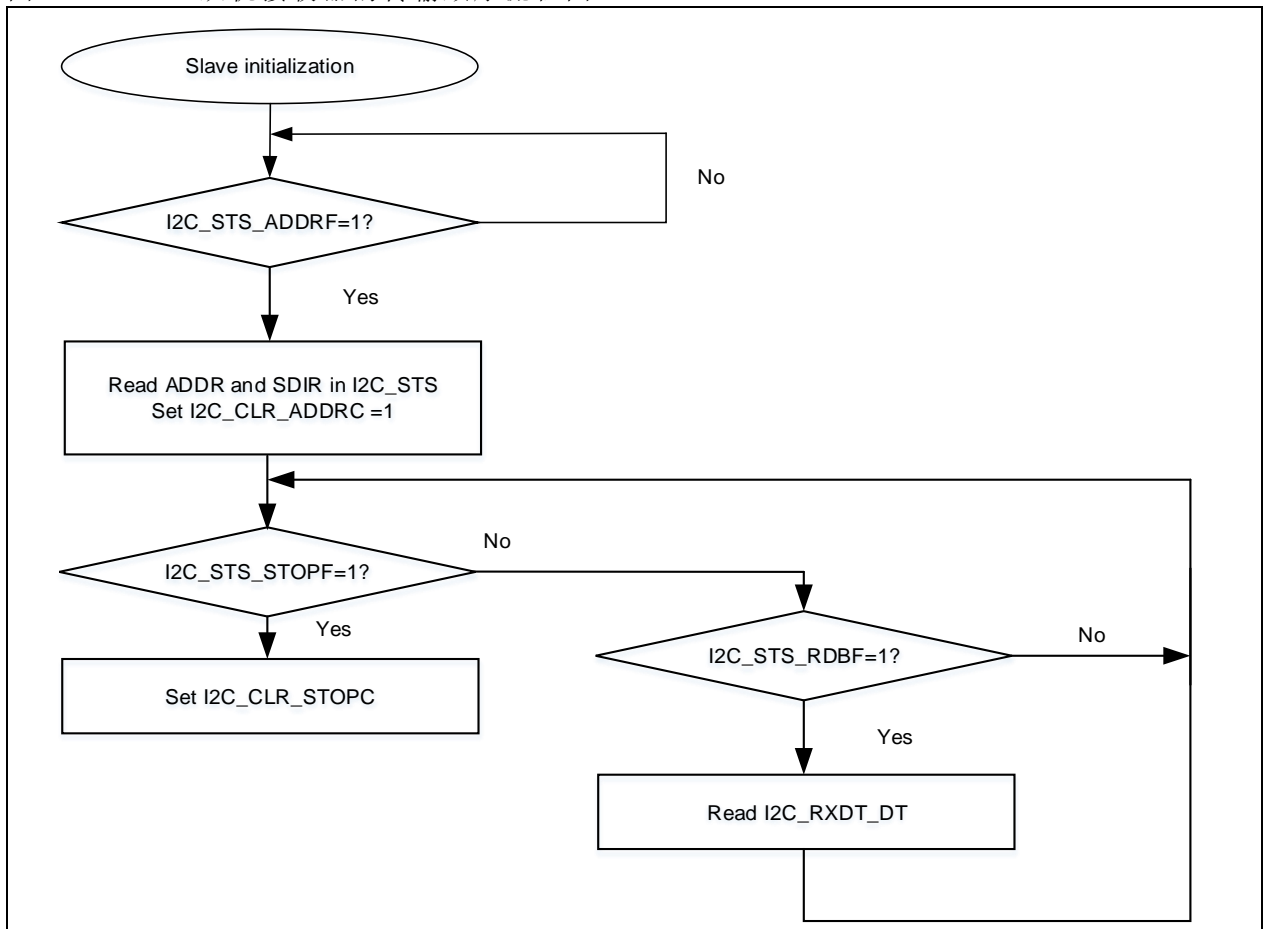 Slave initialization
No
I2C_STS_ADDRF=1?
Yes
Read ADDR and SDIR in I2C_STS
Set I2C_CLR_ADDRC =1
No
I2C_STS_STOPF=1?
Yes
No
I2C_STS_RDBF=1?
Set I2C_CLR_STOPC
Yes
Read I2C_RXDT_DT